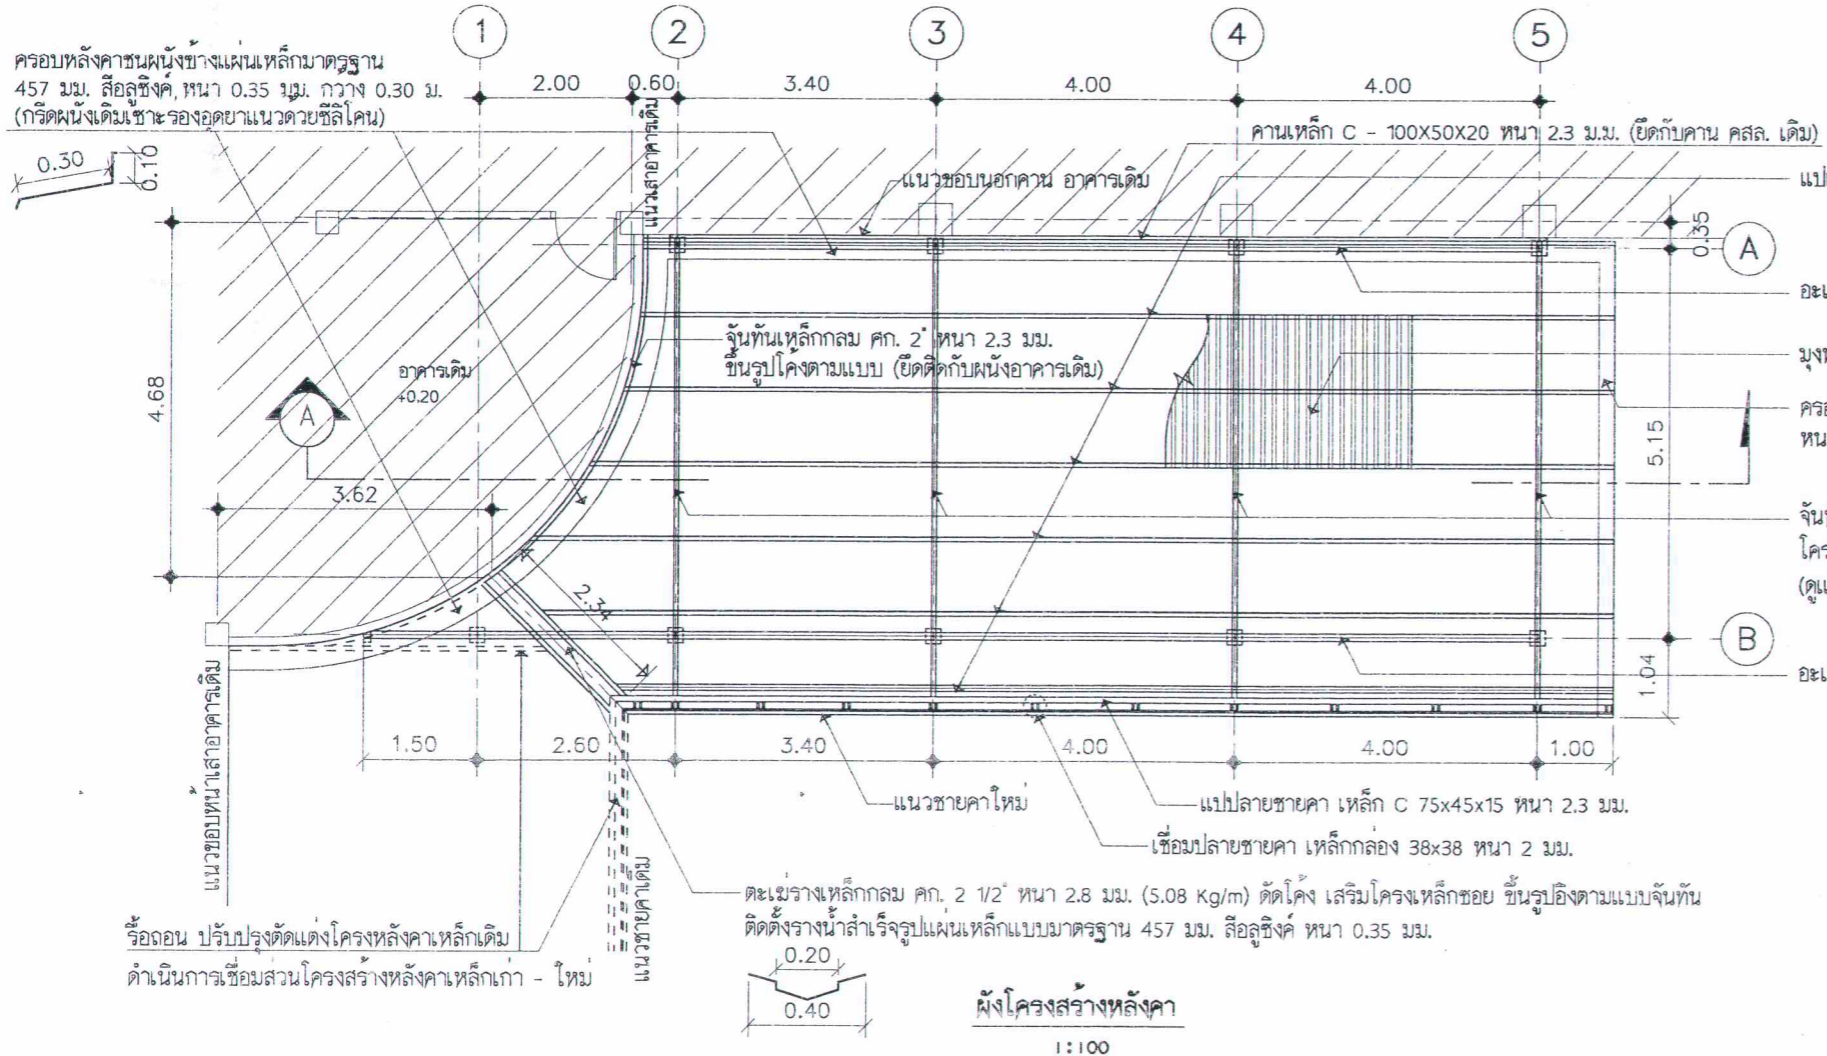 1
2
3
4
5
ครอบหลังคาชนผนังข้างแผ่นเหล็กมาตรฐาน
457 มม. สีอลูซิงค์ หนา 0.35 มม. กว้าง 0.30 ม.
(กรีดผนังเดิมเซาะร่องอุดยาแนวด้วยซิลิโคน)
2.00
0.60
3.40
4.00
4.00
0.30
0.10
แนวเสาอาคารเดิม
คานเหล็ก C - 100X50X20 หนา 2.3 ม.ม. (ยึดกับคาน คสล. เดิม)
แนวขอบนอกคาน อาคารเดิม
0.35
A
จันทันเหล็กกลม ศก. 2" หนา 2.3 มม.
ขึ้นรูปโค้งตามแบบ (ยึดติดกับผนังอาคารเดิม)
อาคารเดิม
+0.20
A
4.68
3.62
5.15
2.34
B
1.04
1.50
2.60
3.40
4.00
4.00
1.00
แนวขอบหน้าเสาอาคารเดิม
แนวชายคาใหม่
แปปลายชายคา เหล็ก C 75x45x15 หนา 2.3 มม.
เชื่อมปลายชายคา เหล็กกล่อง 38x38 หนา 2 มม.
แนวชายคาเดิม
ตะเฆ่รางเหล็กกลม ศก. 2 1/2" หนา 2.8 มม. (5.08 Kg/m) ดัดโค้ง เสริมโครงเหล็กซอย ขึ้นรูปอิงตามแบบจันทัน
ติดตั้งรางน้ำสำเร็จรูปแผ่นเหล็กแบบมาตรฐาน 457 มม. สีอลูซิงค์ หนา 0.35 มม.
รื้อถอน ปรับปรุงตัดแต่งโครงหลังคาเหล็กเดิม
ดำเนินการเชื่อมส่วนโครงสร้างหลังคาเหล็กเก่า - ใหม่
0.20
0.40
ผังโครงสร้างหลังคา
1:100